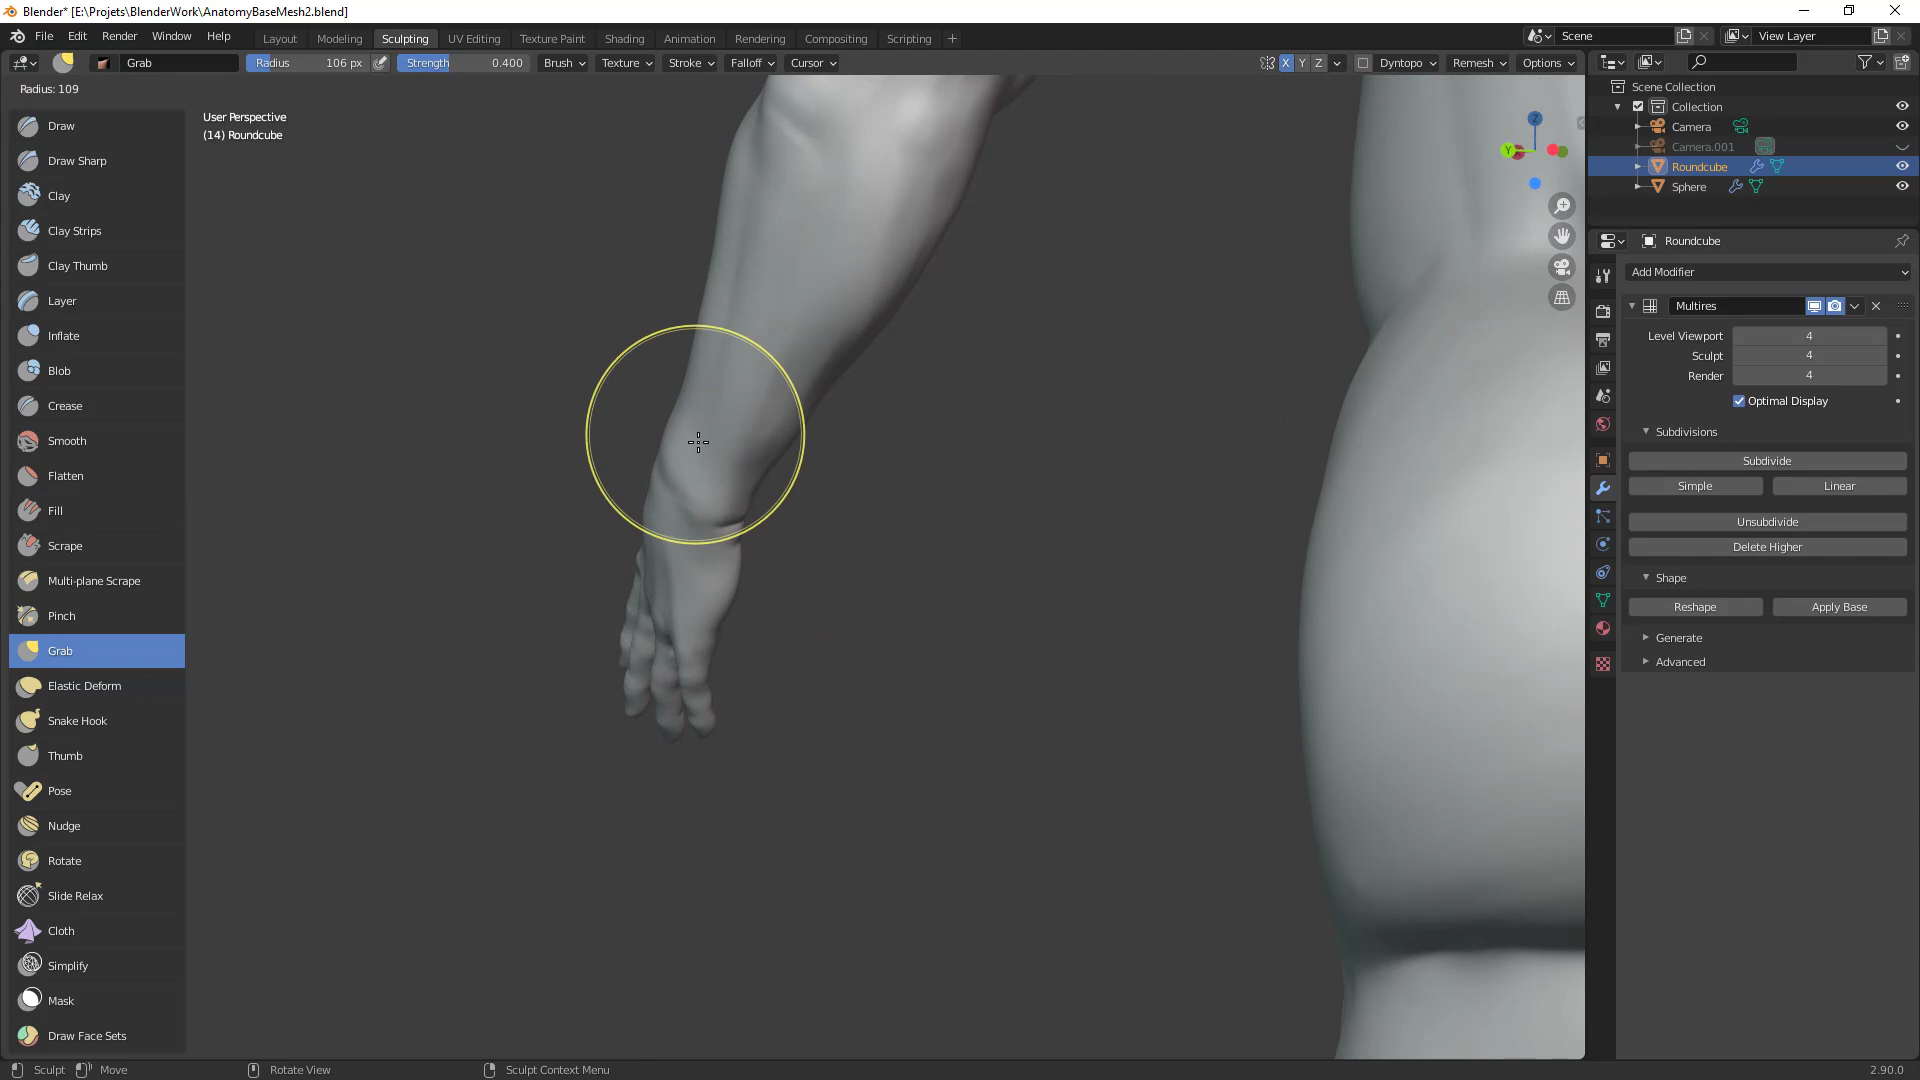 Blender* [E:\Projets\BlenderWork\AnatomyBaseMesh2.blend]
File Edit Render Window Help Layout Modeling Sculpting UV Editing Texture Paint Shading Animation Rendering Compositing Scripting Scene View Layer
Grab Radius 106 px Strength 0.400 Brush Texture Stroke Falloff Cursor X Y Z Dyntopo Remesh Options
Radius: 109
User Perspective
(14) Roundcube
Draw
Draw Sharp
Clay
Clay Strips
Clay Thumb
Layer
Inflate
Blob
Crease
Smooth
Flatten
Fill
Scrape
Multi-plane Scrape
Pinch
Grab
Elastic Deform
Snake Hook
Thumb
Pose
Nudge
Rotate
Slide Relax
Cloth
Simplify
Mask
Draw Face Sets
Z
Y
Scene Collection
Collection
Camera
Camera.001
Roundcube
Sphere
Roundcube
Add Modifier
Multires
Level Viewport 4
Sculpt 4
Render 4
Optimal Display
Subdivisions
Subdivide
Simple Linear
Unsubdivide
Delete Higher
Shape
Reshape Apply Base
Generate
Advanced
Sculpt Move Rotate View Sculpt Context Menu 2.90.0